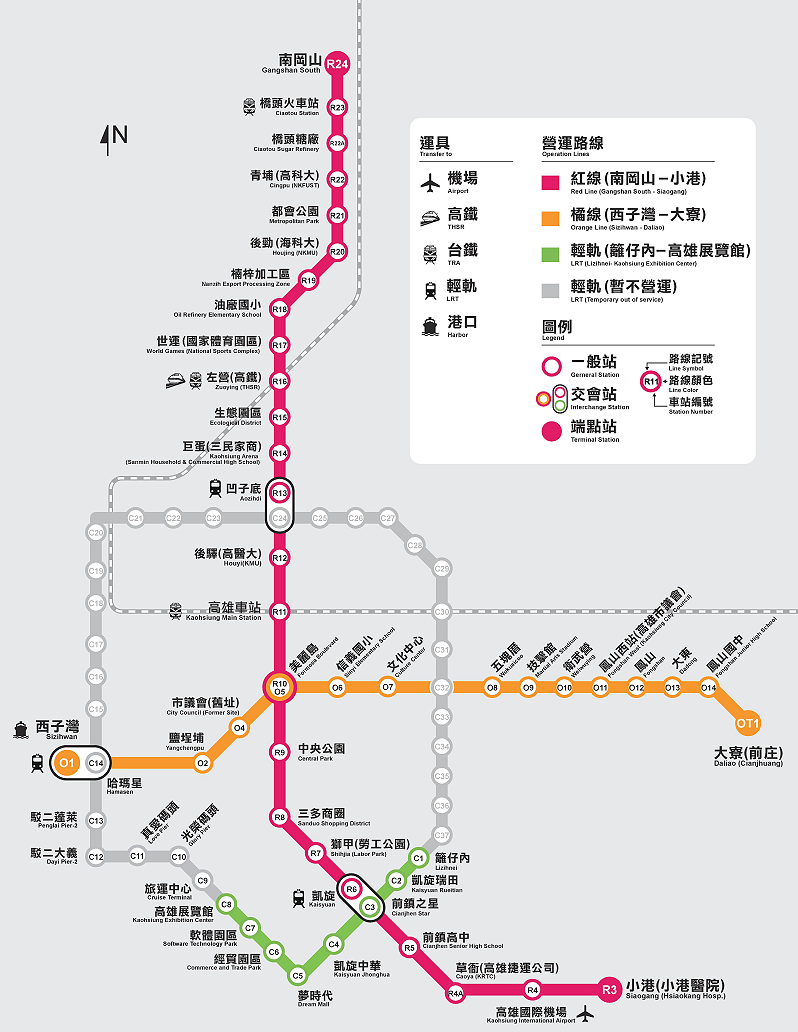 南岡山
Gangshan South
R24
橋頭火車站
Ciaotou Station
R23
橋頭糖廠
Ciaotou Sugar Refinery
R22A
青埔(高科大)
Cingpu (NKFUST)
R22
都會公園
Metropolitan Park
R21
後勁(海科大)
Houjing (NKMU)
R20
楠梓加工區
Nanzih Export Processing Zone
R19
油廠國小
Oil Refinery Elementary School
R18
世運(國家體育園區)
World Games (National Sports Complex)
R17
左營(高鐵)
Zuoying (THSR)
R16
生態園區
Ecological District
R15
巨蛋(三民家商)
Kaohsiung Arena
(Sanmin Household & Commercial High School)
R14
凹子底
Aozihdi
R13
C24
後驛(高醫大)
Houyi(KMU)
R12
高雄車站
Kaohsiung Main Station
R11
美麗島
Formosa Boulevard
R10
O5
N
運具
Transfer to
機場
Airport
高鐵
THSR
台鐵
TRA
輕軌
LRT
港口
Harbor
營運路線
Operation Lines
紅線(南岡山－小港)
Red Line (Gangshan South - Siaogang)
橘線(西子灣－大寮)
Orange Line (Sizihwan - Daliao)
輕軌(籬仔內－高雄展覽館)
LRT (Lizihnei- Kaohsiung Exhibition Center)
輕軌(暫不營運)
LRT (Temporary out of service)
圖例
Legend
一般站
General Station
交會站
Interchange Station
端點站
Terminal Station
R11
路線記號
Line Symbol
路線顏色
Line Color
車站編號
Station Number
C20
C21
C22
C23
C25
C26
C27
C28
C29
C30
C31
C32
C33
C34
C35
C36
C37
C19
C18
C17
C16
C15
信義國小
Sinyi Elementary School
O6
文化中心
Culture Center
O7
五塊厝
Wukuaicuo
O8
技擊館
Martial Arts Stadium
O9
衛武營
Weiwuying
O10
鳳山西站(高雄市議會)
Fongshan West (Kaohsiung City Council)
O11
鳳山
Fongshan
O12
大東
Dadong
O13
鳳山國中
Fongshan Junior High School
O14
OT1
大寮(前庄)
Daliao (Cianjhuang)
市議會(舊址)
City Council (Former Site)
O4
鹽埕埔
Yangchengpu
O2
西子灣
Sizihwan
O1
C14
哈瑪星
Hamasen
駁二蓬萊
Penglai Pier-2
C13
駁二大義
Dayi Pier-2
C12
真愛碼頭
Love Pier
C11
光榮碼頭
Glory Pier
C10
旅運中心
Cruise Terminal
C9
高雄展覽館
Kaohsiung Exhibition Center
C8
軟體園區
Software Technology Park
C7
經貿園區
Commerce and Trade Park
C6
C5
夢時代
Dream Mall
C4
凱旋中華
Kaisyuan Jhonghua
C3
前鎮之星
Cianjhen Star
C2
凱旋瑞田
Kaisyuan Rueitian
C1
籬仔內
Lizihnei
R9
中央公園
Central Park
R8
三多商圈
Sanduo Shopping District
R7
獅甲(勞工公園)
Shihjia (Labor Park)
R6
凱旋
Kaisyuan
R5
前鎮高中
Cianjhen Senior High School
草衙(高雄捷運公司)
Caoya (KRTC)
R4A
R4
高雄國際機場
Kaohsiung International Airport
R3
小港(小港醫院)
Siaogang (Hsiaokang Hosp.)